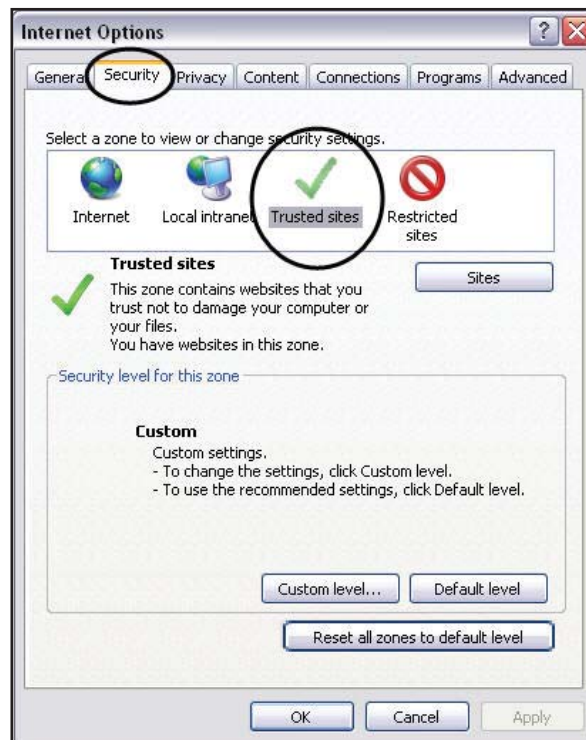 Internet Options
General Security Privacy Content Connections Programs Advanced
Select a zone to view or change security settings.
Internet Local intranet Trusted sites Restricted sites
Trusted sites
Sites
This zone contains websites that you
trust not to damage your computer or
your files.
You have websites in this zone.
Security level for this zone
Custom
Custom settings.
- To change the settings, click Custom level.
- To use the recommended settings, click Default level.
Custom level... Default level
Reset all zones to default level
OK Cancel Apply